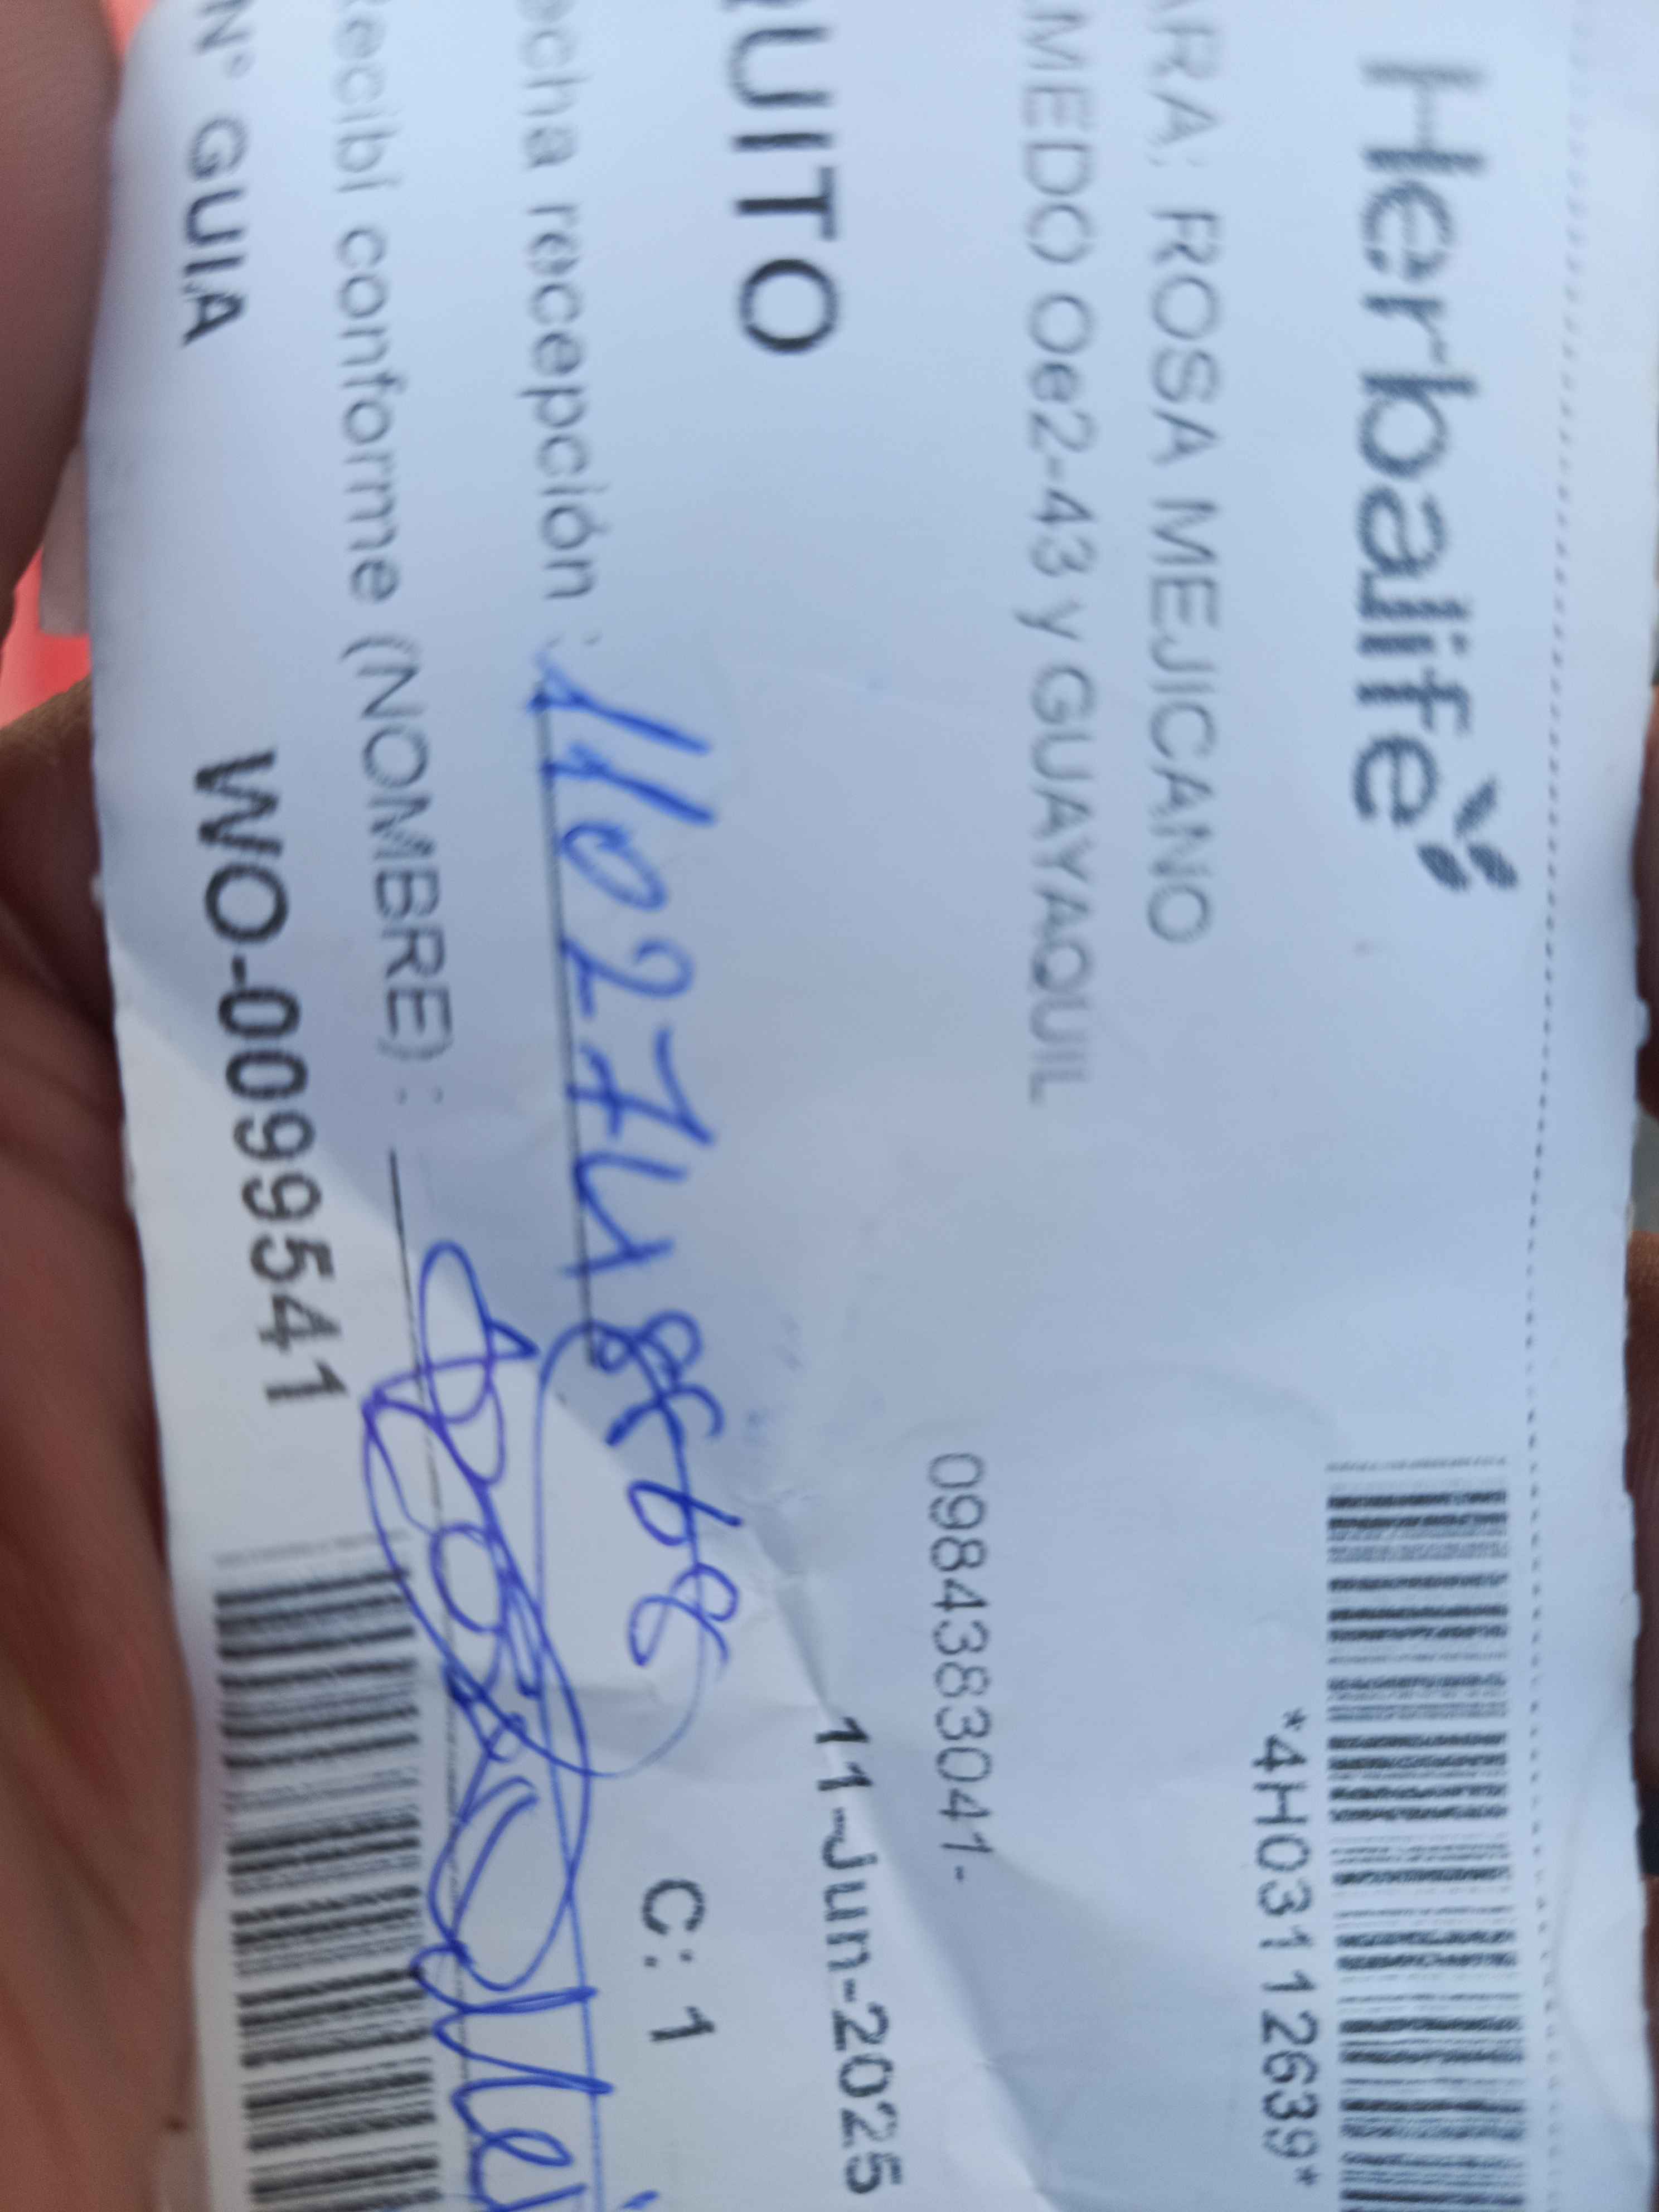 Herbalife
*4H03112639*
ARA: ROSA MEJICANO
MEDO Oe2-43 y GUAYAQUIL
0984383041-
UITO
11-Jun-2025
echa recepción :
C: 1
Recibí conforme (NOMBRE) :
N° GUIA WO-00999541